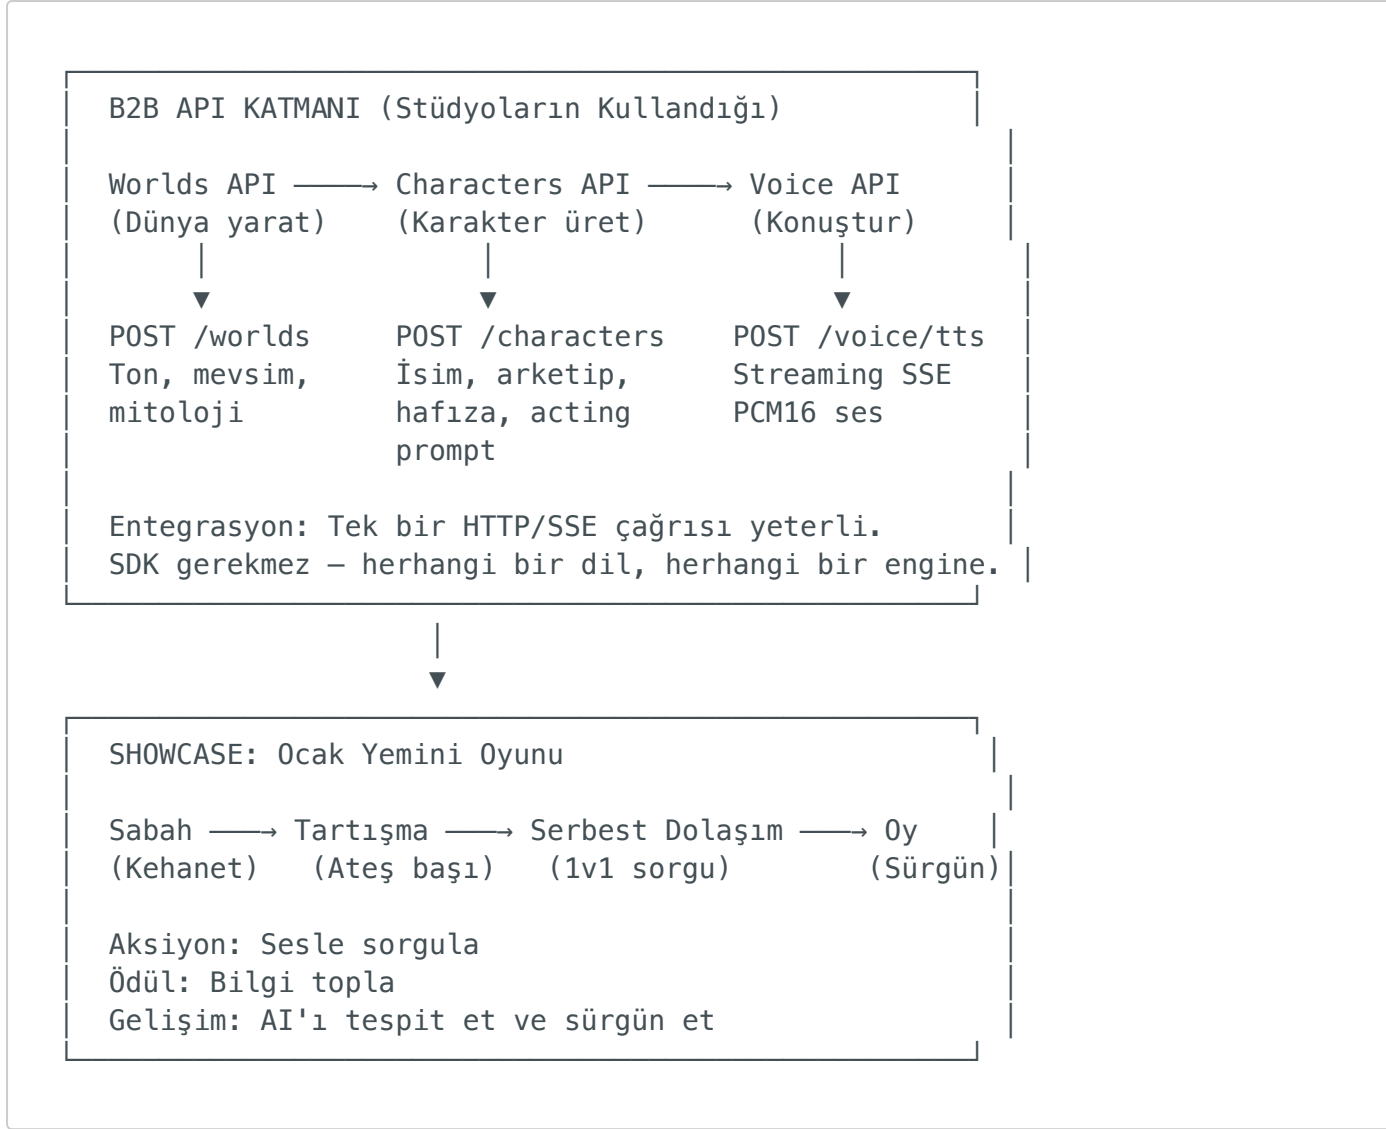 B2B API KATMANI (Stüdyoların Kullandığı)
Worlds API ────→ Characters API ────→ Voice API
(Dünya yarat) (Karakter üret) (Konuştur)
POST /worlds POST /characters POST /voice/tts
Ton, mevsim, İsim, arketip, Streaming SSE
mitoloji hafıza, acting PCM16 ses
prompt
Entegrasyon: Tek bir HTTP/SSE çağrısı yeterli.
SDK gerekmez — herhangi bir dil, herhangi bir engine.
SHOWCASE: Ocak Yemini Oyunu
Sabah ───→ Tartışma ───→ Serbest Dolaşım ───→ Oy
(Kehanet) (Ateş başı) (1v1 sorgu) (Sürgün)
Aksiyon: Sesle sorgula
Ödül: Bilgi topla
Gelişim: AI'ı tespit et ve sürgün et